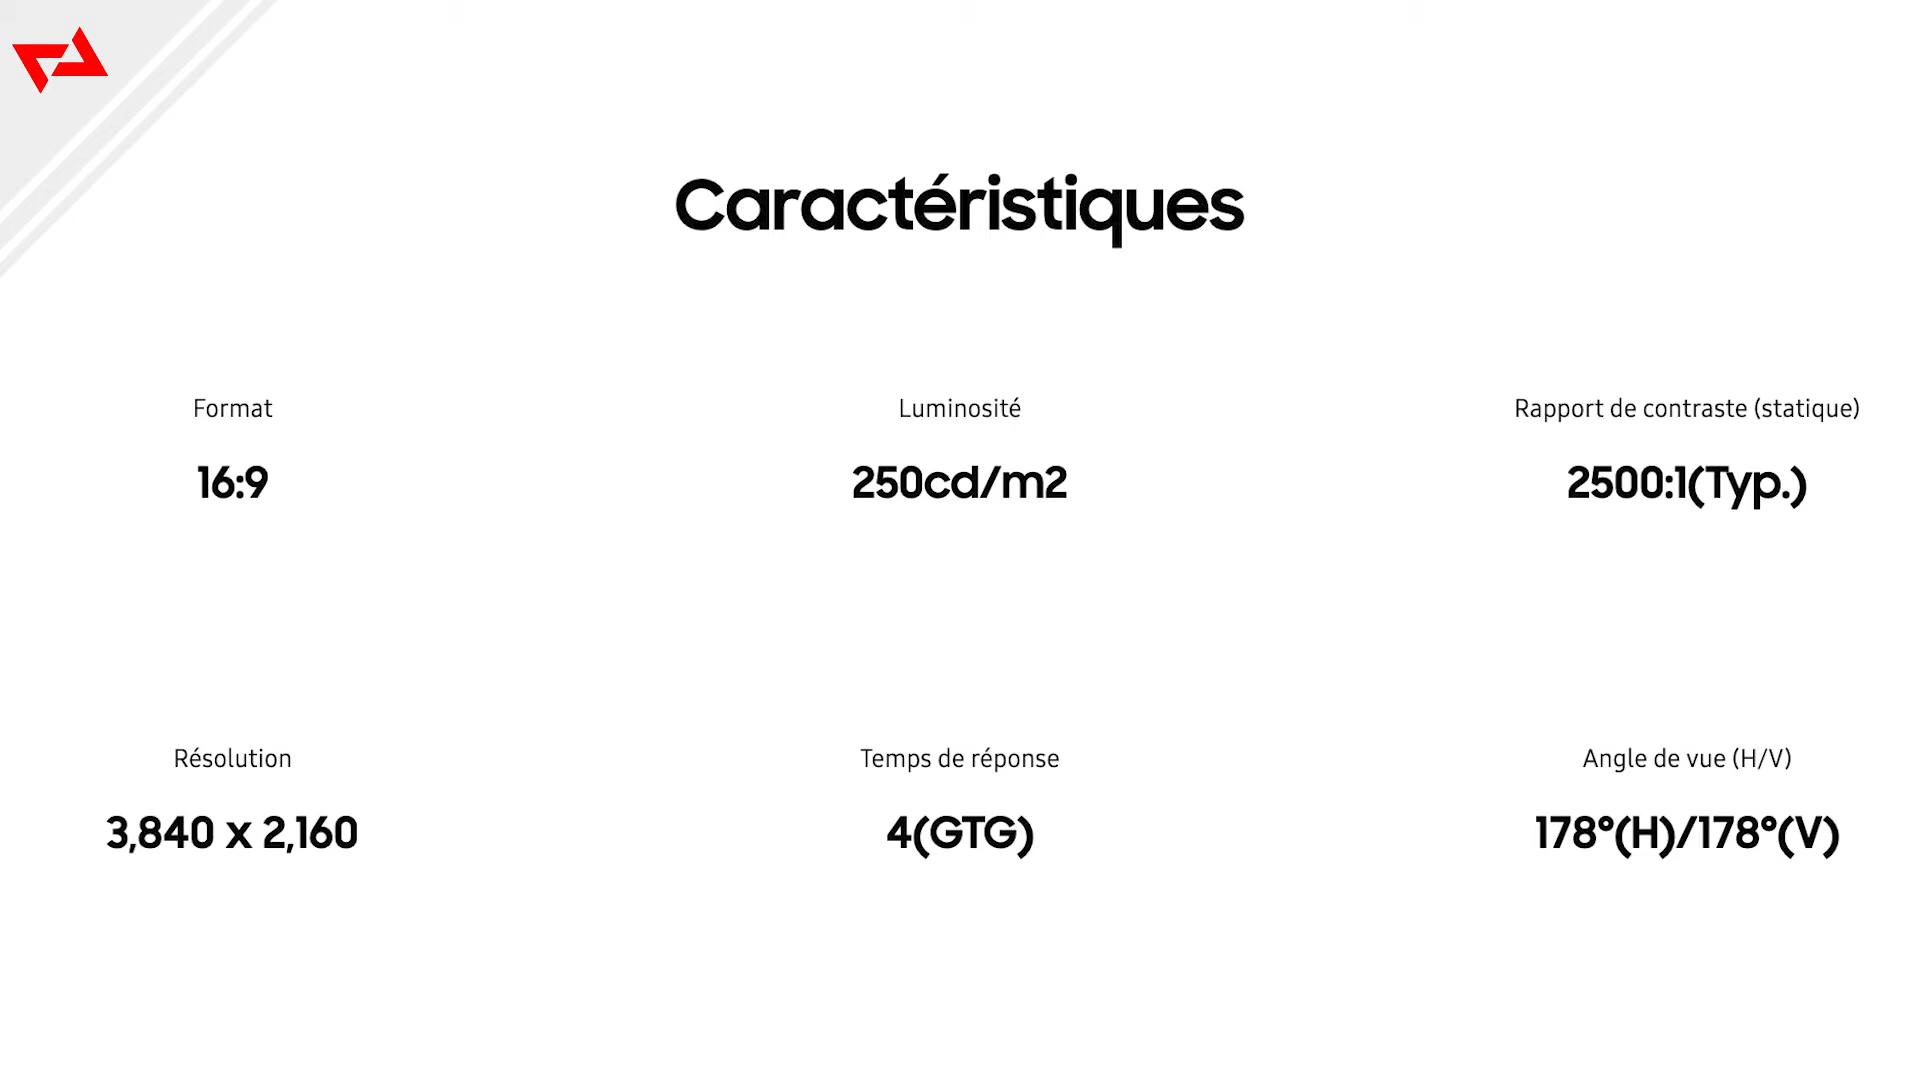 Caractéristiques
Format
16:9
Luminosité
250cd/m2
Rapport de contraste (statique)
2500:1(Typ.)
Résolution
3,840 x 2,160
Temps de réponse
4(GTG)
Angle de vue (H/V)
178°(H)/178°(V)